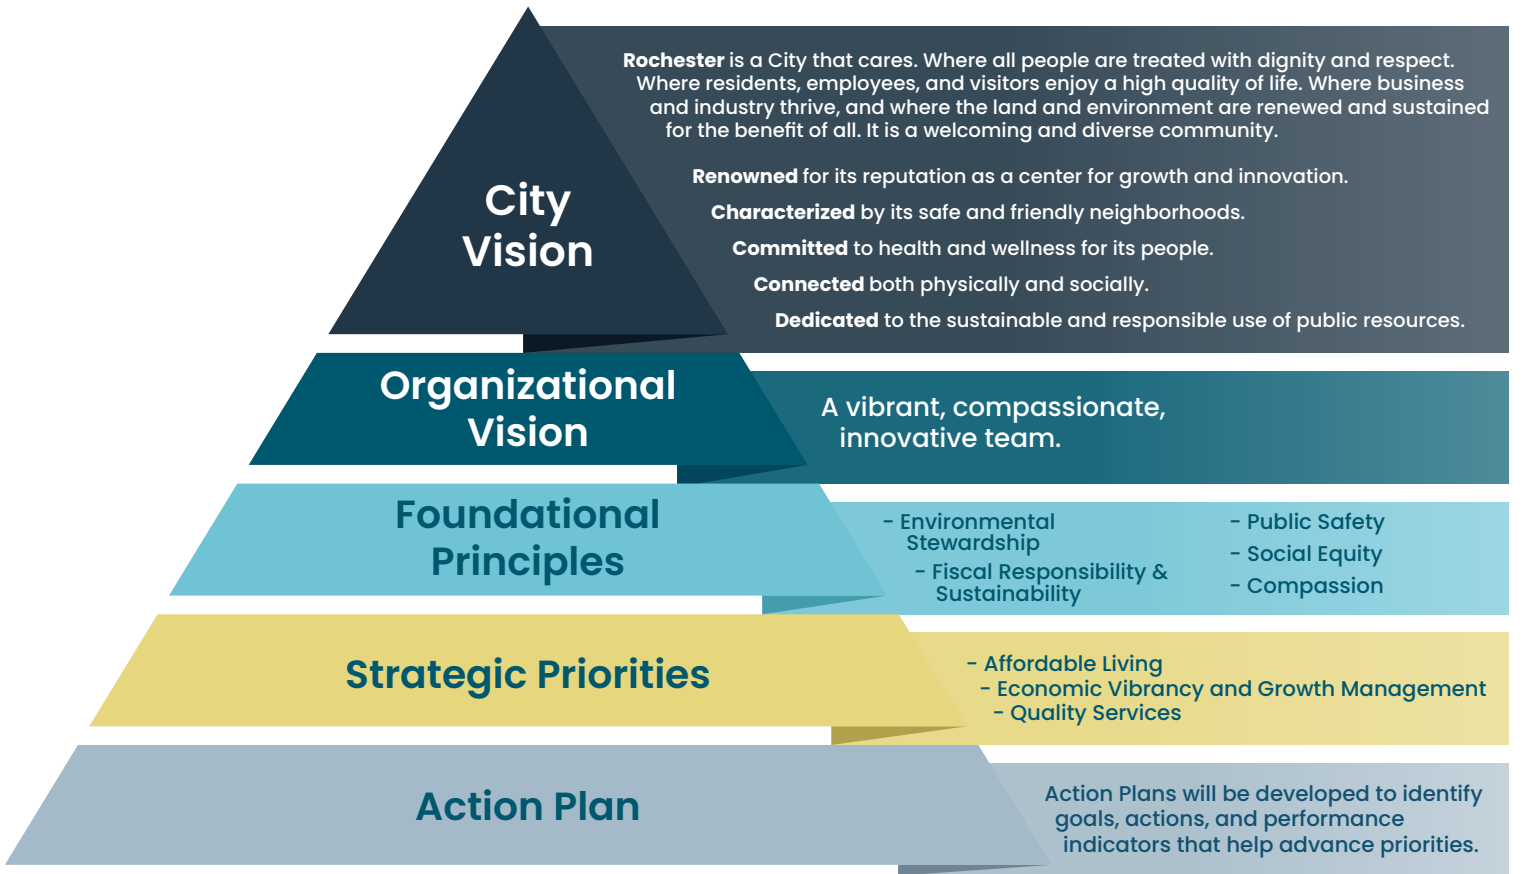 City
Vision
Rochester is a City that cares. Where all people are treated with dignity and respect.
Where residents, employees, and visitors enjoy a high quality of life. Where business
and industry thrive, and where the land and environment are renewed and sustained
for the benefit of all. It is a welcoming and diverse community.
Renowned for its reputation as a center for growth and innovation.
Characterized by its safe and friendly neighborhoods.
Committed to health and wellness for its people.
Connected both physically and socially.
Dedicated to the sustainable and responsible use of public resources.
Organizational
Vision
A vibrant, compassionate,
innovative team.
Foundational
Principles
- Environmental
Stewardship
- Fiscal Responsibility &
Sustainability
- Public Safety
- Social Equity
- Compassion
Strategic Priorities
- Affordable Living
- Economic Vibrancy and Growth Management
- Quality Services
Action Plan
Action Plans will be developed to identify
goals, actions, and performance
indicators that help advance priorities.